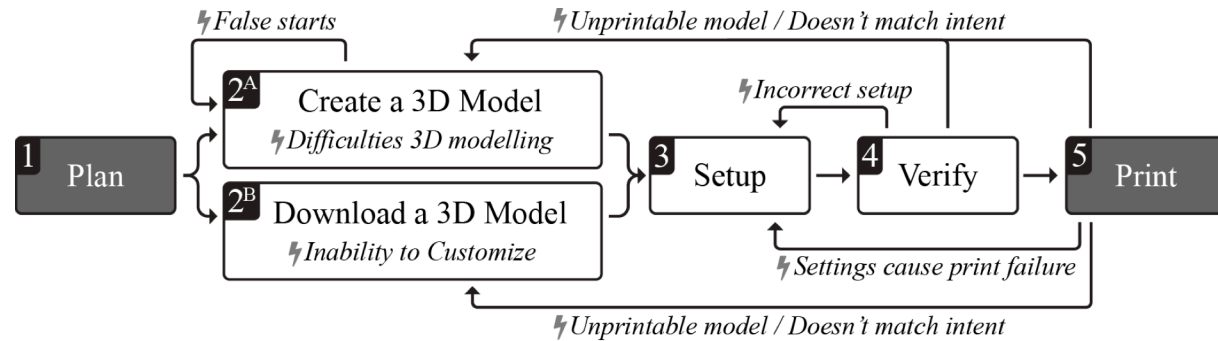 False starts
Unprintable model / Doesn't match intent
2A
Create a 3D Model
Difficulties 3D modelling
Incorrect setup
1
Plan
3
Setup
4
Verify
5
Print
2B
Download a 3D Model
Inability to Customize
Settings cause print failure
Unprintable model / Doesn't match intent